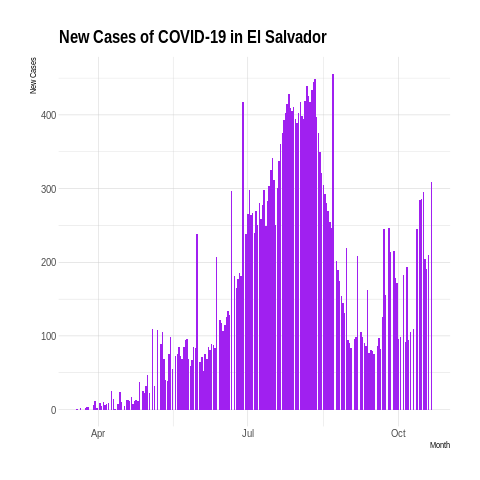 New Cases of COVID-19 in El Salvador
New Cases
400
300
200
100
0
Apr
Jul
Oct
Month